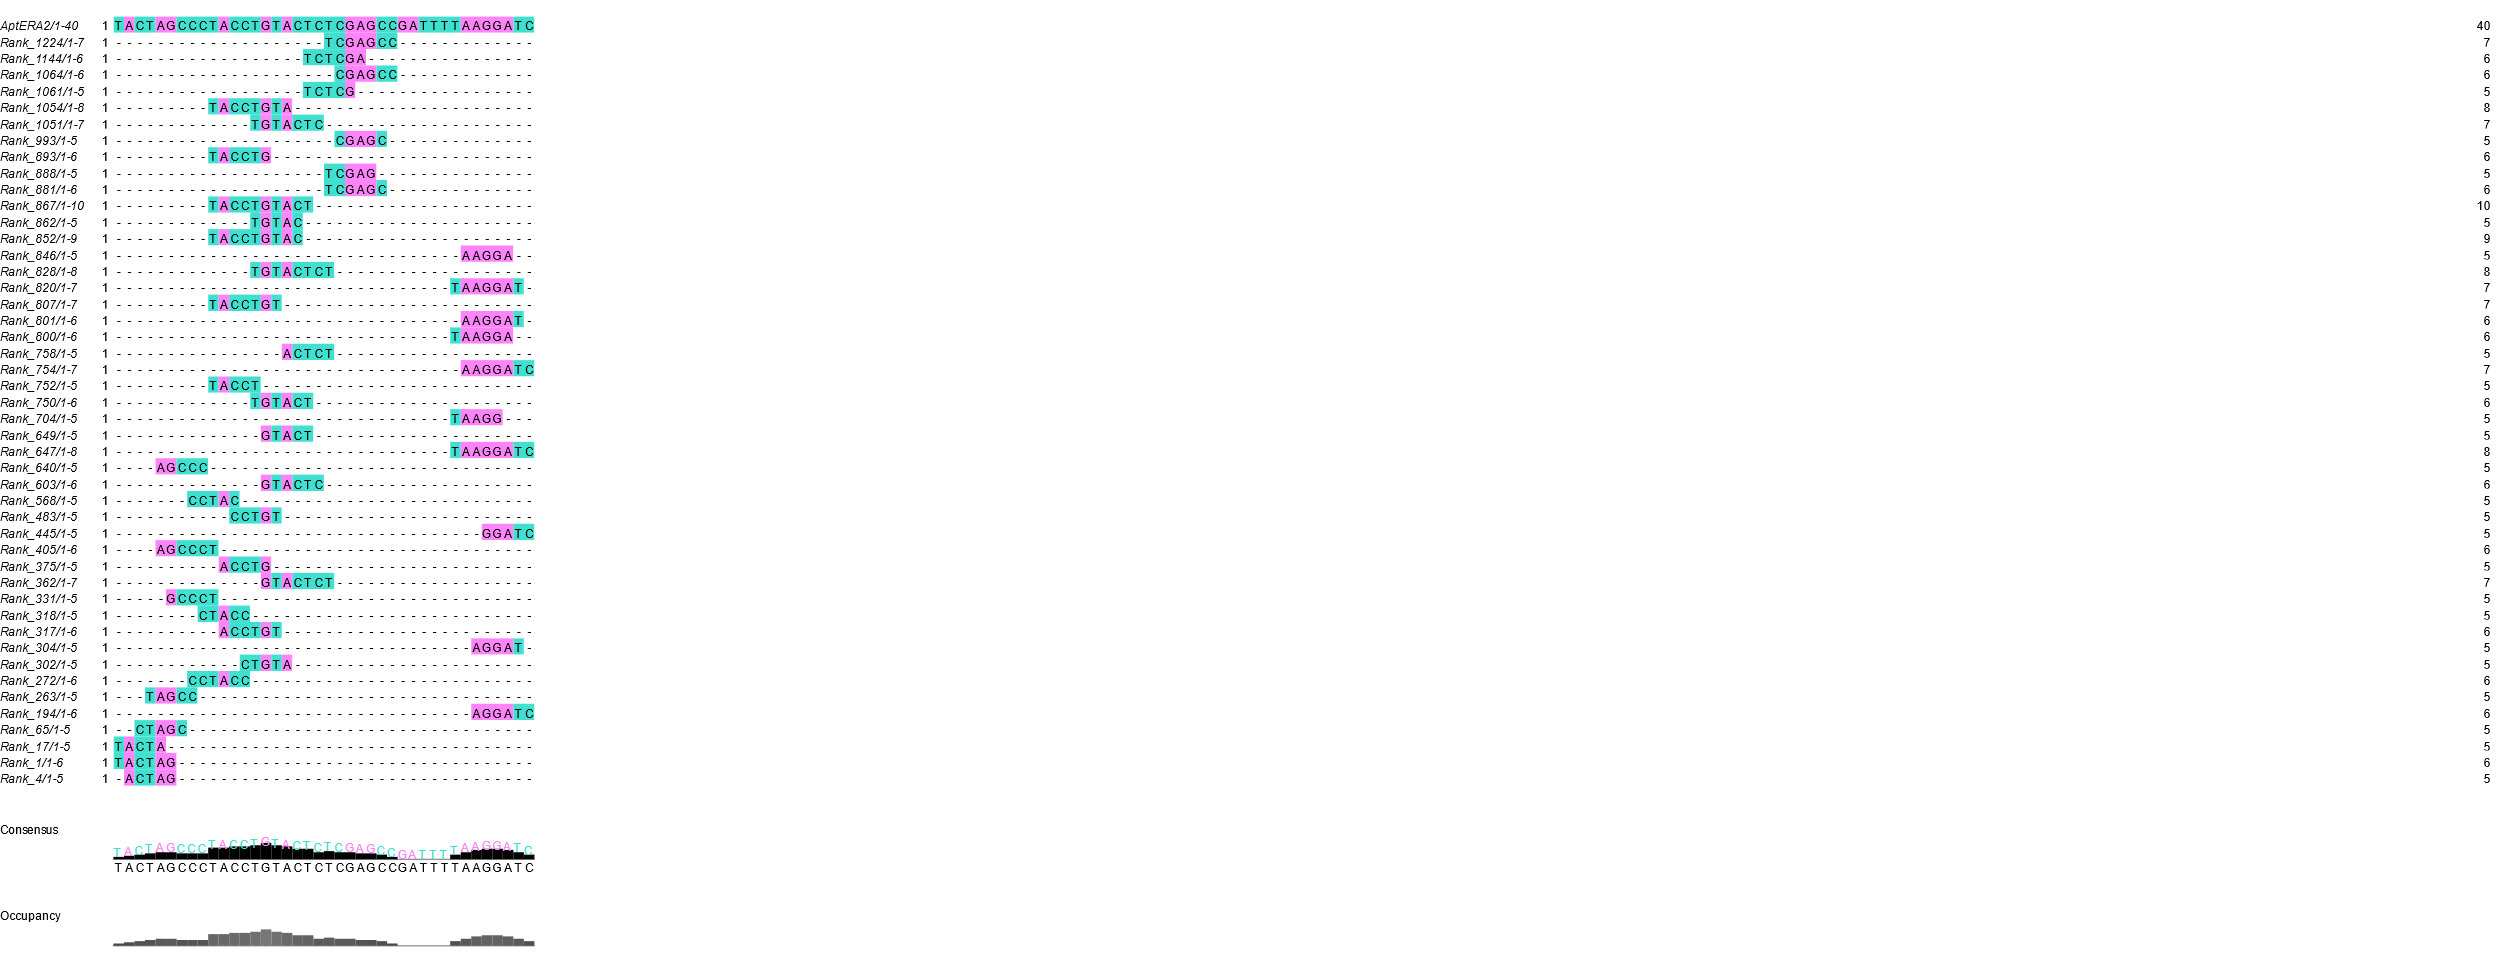 AptERA2/1-40 1 TACTAGCCCTACCTGTACTCTCGAGCCGATTTTAAGGATC 40
Rank_1224/1-7 1 --------------------TCGAGCC------------- 7
Rank_1144/1-6 1 ------------------TCTCGA---------------- 6
Rank_1064/1-6 1 ---------------------CGAGCC------------- 6
Rank_1061/1-5 1 ------------------TCTCG----------------- 5
Rank_1054/1-8 1 ---------TACCTGTA----------------------- 8
Rank_1051/1-7 1 -------------TGTACTC-------------------- 7
Rank_993/1-5 1 ---------------------CGAGC-------------- 5
Rank_893/1-6 1 ---------TACCTG------------------------- 6
Rank_888/1-5 1 --------------------TCGAG--------------- 5
Rank_881/1-6 1 --------------------TCGAGC-------------- 6
Rank_867/1-10 1 ---------TACCTGTACT--------------------- 10
Rank_862/1-5 1 -------------TGTAC---------------------- 5
Rank_852/1-9 1 ---------TACCTGTAC---------------------- 9
Rank_846/1-5 1 ---------------------------------AAGGA-- 5
Rank_828/1-8 1 -------------TGTACTCT------------------- 8
Rank_820/1-7 1 --------------------------------TAAGGAT- 7
Rank_807/1-7 1 ---------TACCTGT------------------------ 7
Rank_801/1-6 1 ---------------------------------AAGGAT- 6
Rank_800/1-6 1 --------------------------------TAAGGA-- 6
Rank_758/1-5 1 ----------------ACTCT------------------- 5
Rank_754/1-7 1 ---------------------------------AAGGATC 7
Rank_752/1-5 1 ---------TACCT-------------------------- 5
Rank_750/1-6 1 -------------TGTACT--------------------- 6
Rank_704/1-5 1 --------------------------------TAAGG--- 5
Rank_649/1-5 1 --------------GTACT--------------------- 5
Rank_647/1-8 1 --------------------------------TAAGGATC 8
Rank_640/1-5 1 ----AGCCC------------------------------- 5
Rank_603/1-6 1 --------------GTACTC-------------------- 6
Rank_568/1-5 1 -------CCTAC---------------------------- 5
Rank_483/1-5 1 -----------CCTGT------------------------ 5
Rank_445/1-5 1 -----------------------------------GGATC 5
Rank_405/1-6 1 ----AGCCCT------------------------------ 6
Rank_375/1-5 1 ----------ACCTG------------------------- 5
Rank_362/1-7 1 --------------GTACTCT------------------- 7
Rank_331/1-5 1 -----GCCCT------------------------------ 5
Rank_318/1-5 1 --------CTACC--------------------------- 5
Rank_317/1-6 1 ----------ACCTGT------------------------ 6
Rank_304/1-5 1 ----------------------------------AGGAT- 5
Rank_302/1-5 1 ------------CTGTA----------------------- 5
Rank_272/1-6 1 -------CCTACC--------------------------- 6
Rank_263/1-5 1 ---TAGCC-------------------------------- 5
Rank_194/1-6 1 ----------------------------------AGGATC 6
Rank_65/1-5 1 --CTAGC--------------------------------- 5
Rank_17/1-5 1 TACTA----------------------------------- 5
Rank_1/1-6 1 TACTAG---------------------------------- 6
Rank_4/1-5 1 -ACTAG---------------------------------- 5
Consensus
TACTAGCCCTACCTGTACTCTCGAGCCGATTTTAAGGATC
TACTAGCCCTACCTGTACTCTCGAGCCGATTTTAAGGATC
Occupancy